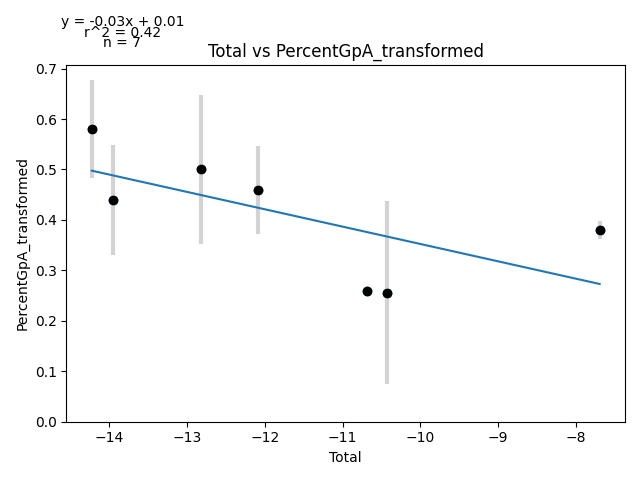 y = -0.03x + 0.01
r^2 = 0.42
n = 7
Total vs PercentGpA_transformed
0.7
0.6
0.5
0.4
0.3
0.2
0.1
0.0
PercentGpA_transformed
−14
−13
−12
−11
−10
−9
−8
Total